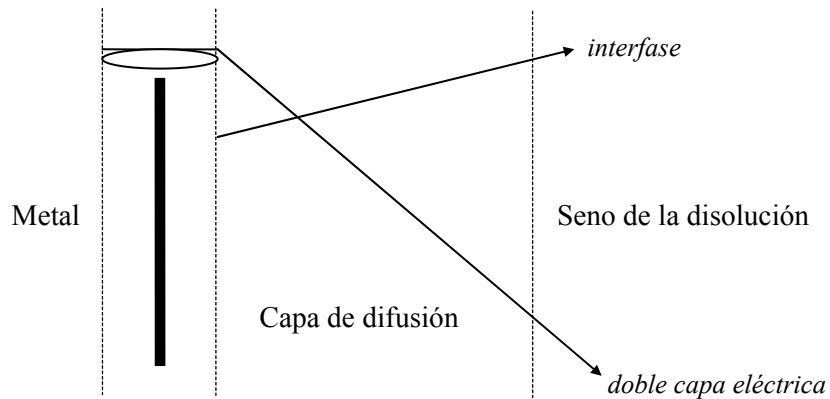 interfase
Metal
Seno de la disolución
Capa de difusión
doble capa eléctrica